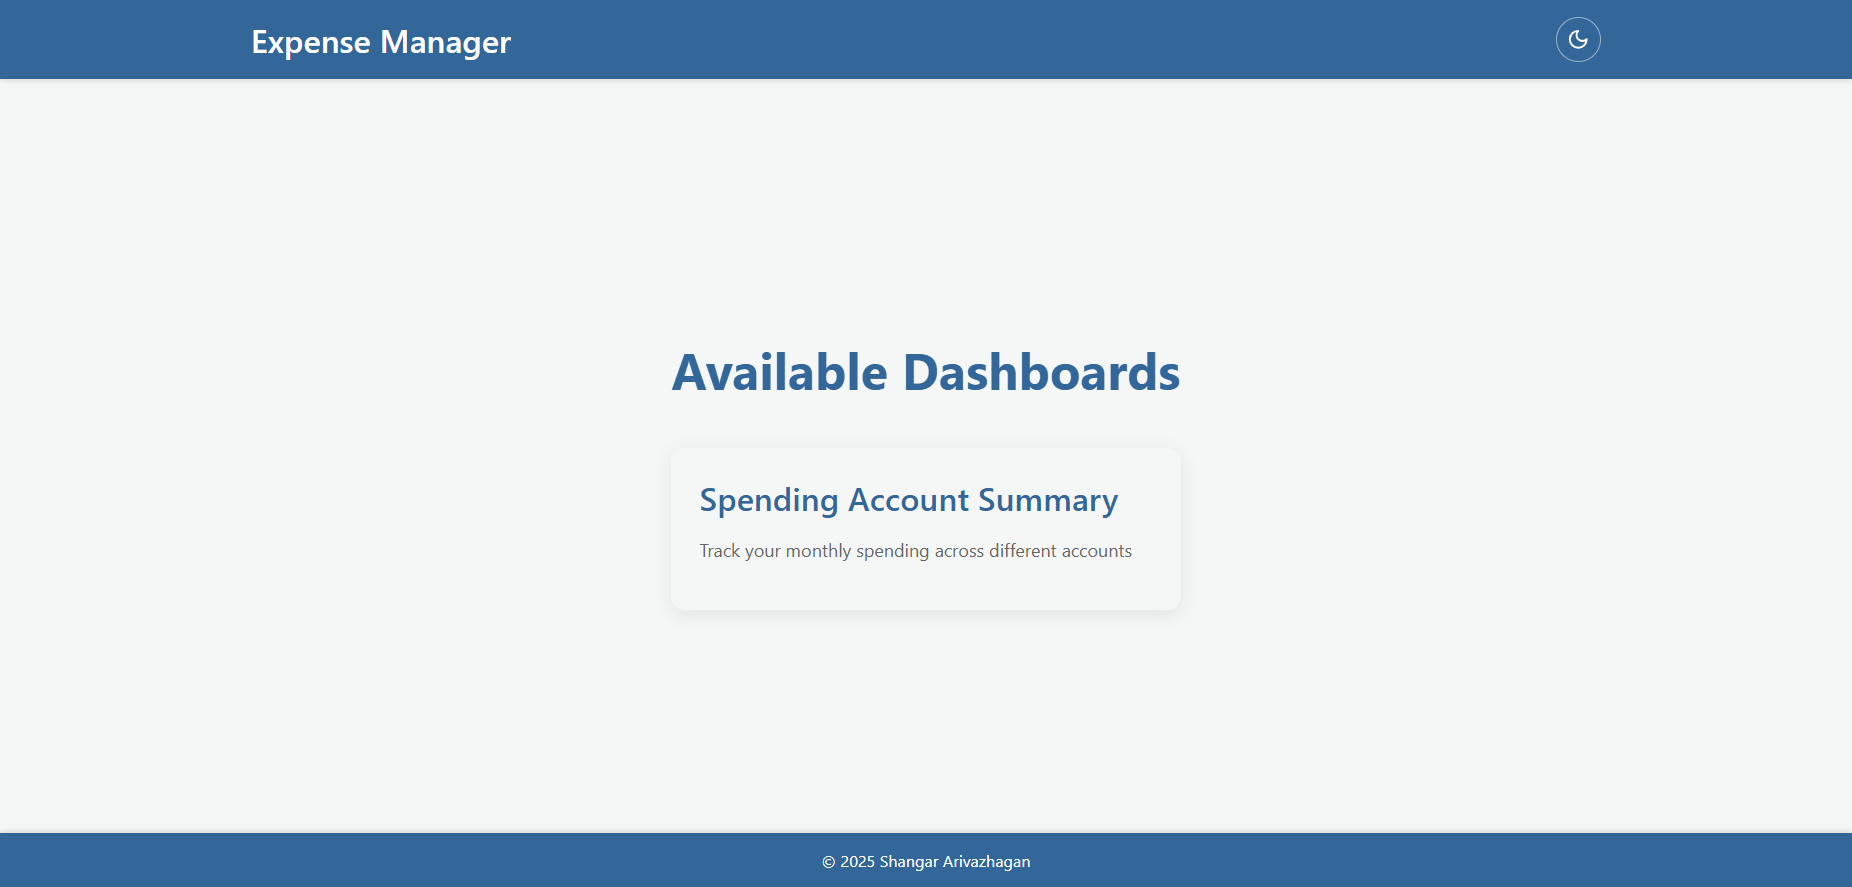 Expense Manager
Available Dashboards
Spending Account Summary
Track your monthly spending across different accounts
© 2025 Shangar Arivazhagan